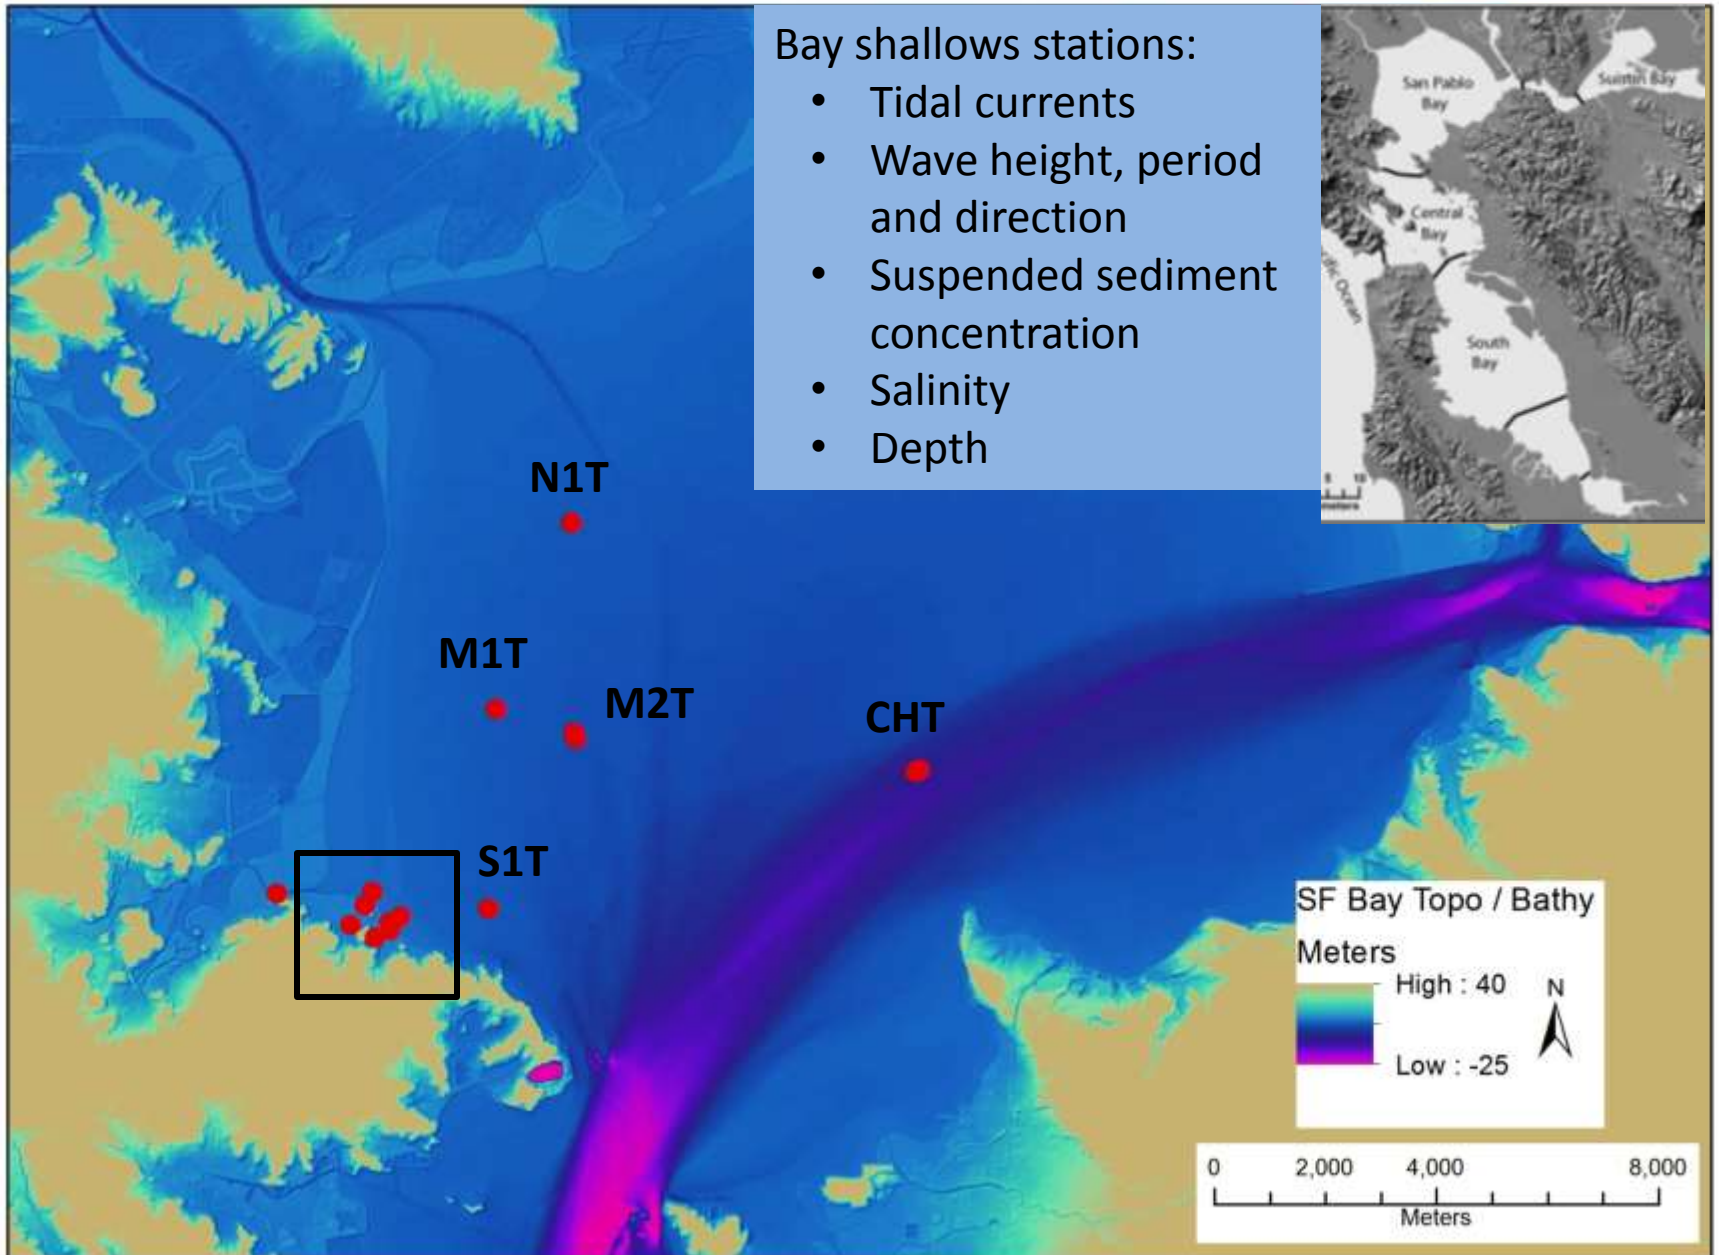 Bay shallows stations:
• Tidal currents
• Wave height, period
and direction
• Suspended sediment
concentration
• Salinity
• Depth
San Pablo
Bay
Suisun Bay
Central
Bay
Ocean
South
Bay
N1T
M1T
M2T
CHT
S1T
SF Bay Topo / Bathy
Meters
High : 40
Low : -25
N
0 2,000 4,000 8,000
Meters